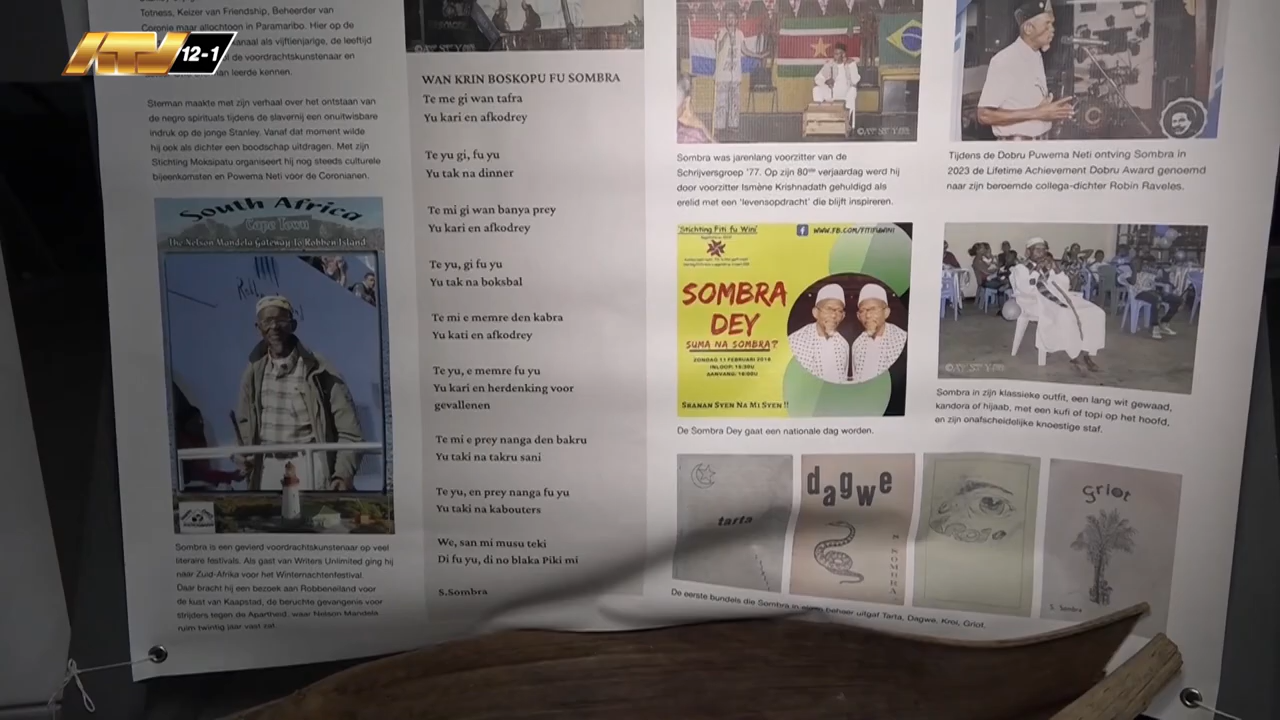 ATV 12-1
Totness, Keizer van Friendship, Beheerder van
Coronie maar allochtoon in Paramaribo. Hier op de
anaal als vijftienjarige, de leeftijd
de voordrachtskunstenaar en
leerde kennen.
Sterman maakte met zijn verhaal over het ontstaan van
de negro spirituals tijdens de slavernij een onuitwisbare
indruk op de jonge Stanley. Vanaf dat moment wilde
hij ook als dichter een boodschap uitdragen. Met zijn
Stichting Moksipatu organiseert hij nog steeds culturele
bijeenkomsten en Powema Neti voor de Coronianen.
South Africa
Cape Town
The Nelson Mandela Gateway To Robben Island
Sombra is een gevierd voordrachtskunstenaar op veel
literaire festivals. Als gast van Writers Unlimited ging hij
naar Zuid-Afrika voor het Winternachtenfestival.
Daar bracht hij een bezoek aan Robbeneiland voor
de kust van Kaapstad, de beruchte gevangenis voor
strijders tegen de Apartheid, waar Nelson Mandela
ruim twintig jaar vast zat.
WAN KRIN BOSKOPU FU SOMBRA
Te me gi wan tafra
Yu kari en afkodrey
Te yu gi, fu yu
Yu tak na dinner
Te mi gi wan banya prey
Yu kari en afkodrey
Te yu, gi fu yu
Yu tak na boksbal
Te mi e memre den kabra
Yu kati en afkodrey
Te yu, e memre fu yu
Yu kari en herdenking voor
gevallenen
Te mi e prey nanga den bakru
Yu taki na takru sani
Te yu, en prey nanga fu yu
Yu taki na kabouters
We, san mi musu teki
Di fu yu, di no blaka Piki mi
S.Sombra
Sombra was jarenlang voorzitter van de
Schrijversgroep '77. Op zijn 80ste verjaardag werd hij
door voorzitter Ismène Krishnadath gehuldigd als
erelid met een 'levensopdracht' die blijft inspireren.
Tijdens de Dobru Puwema Neti ontving Sombra in
2023 de Lifetime Achievement Dobru Award genoemd
naar zijn beroemde collega-dichter Robin Raveles.
'Stichting Fiti fu Wini'
WWW.FB.COM/FITIFUWINI
SOMBRA
DEY
SUMA NA SOMBRA?
ZONDAG 11 FEBRUARI 2018
INLOOP: 15:30U
AANVANG: 16:00U
SRANAN SYEN NA MI SYEN !!
De Sombra Dey gaat een nationale dag worden.
Sombra in zijn klassieke outfit, een lang wit gewaad,
kandora of hijaab, met een kufi of topi op het hoofd,
en zijn onafscheidelijke knoestige staf.
tarta
dagwe
S SOMBRA
griot
S. Sombra
De eerste bundels die Sombra in eigen beheer uitgaf Tarta, Dagwe, Kroi, Griot.